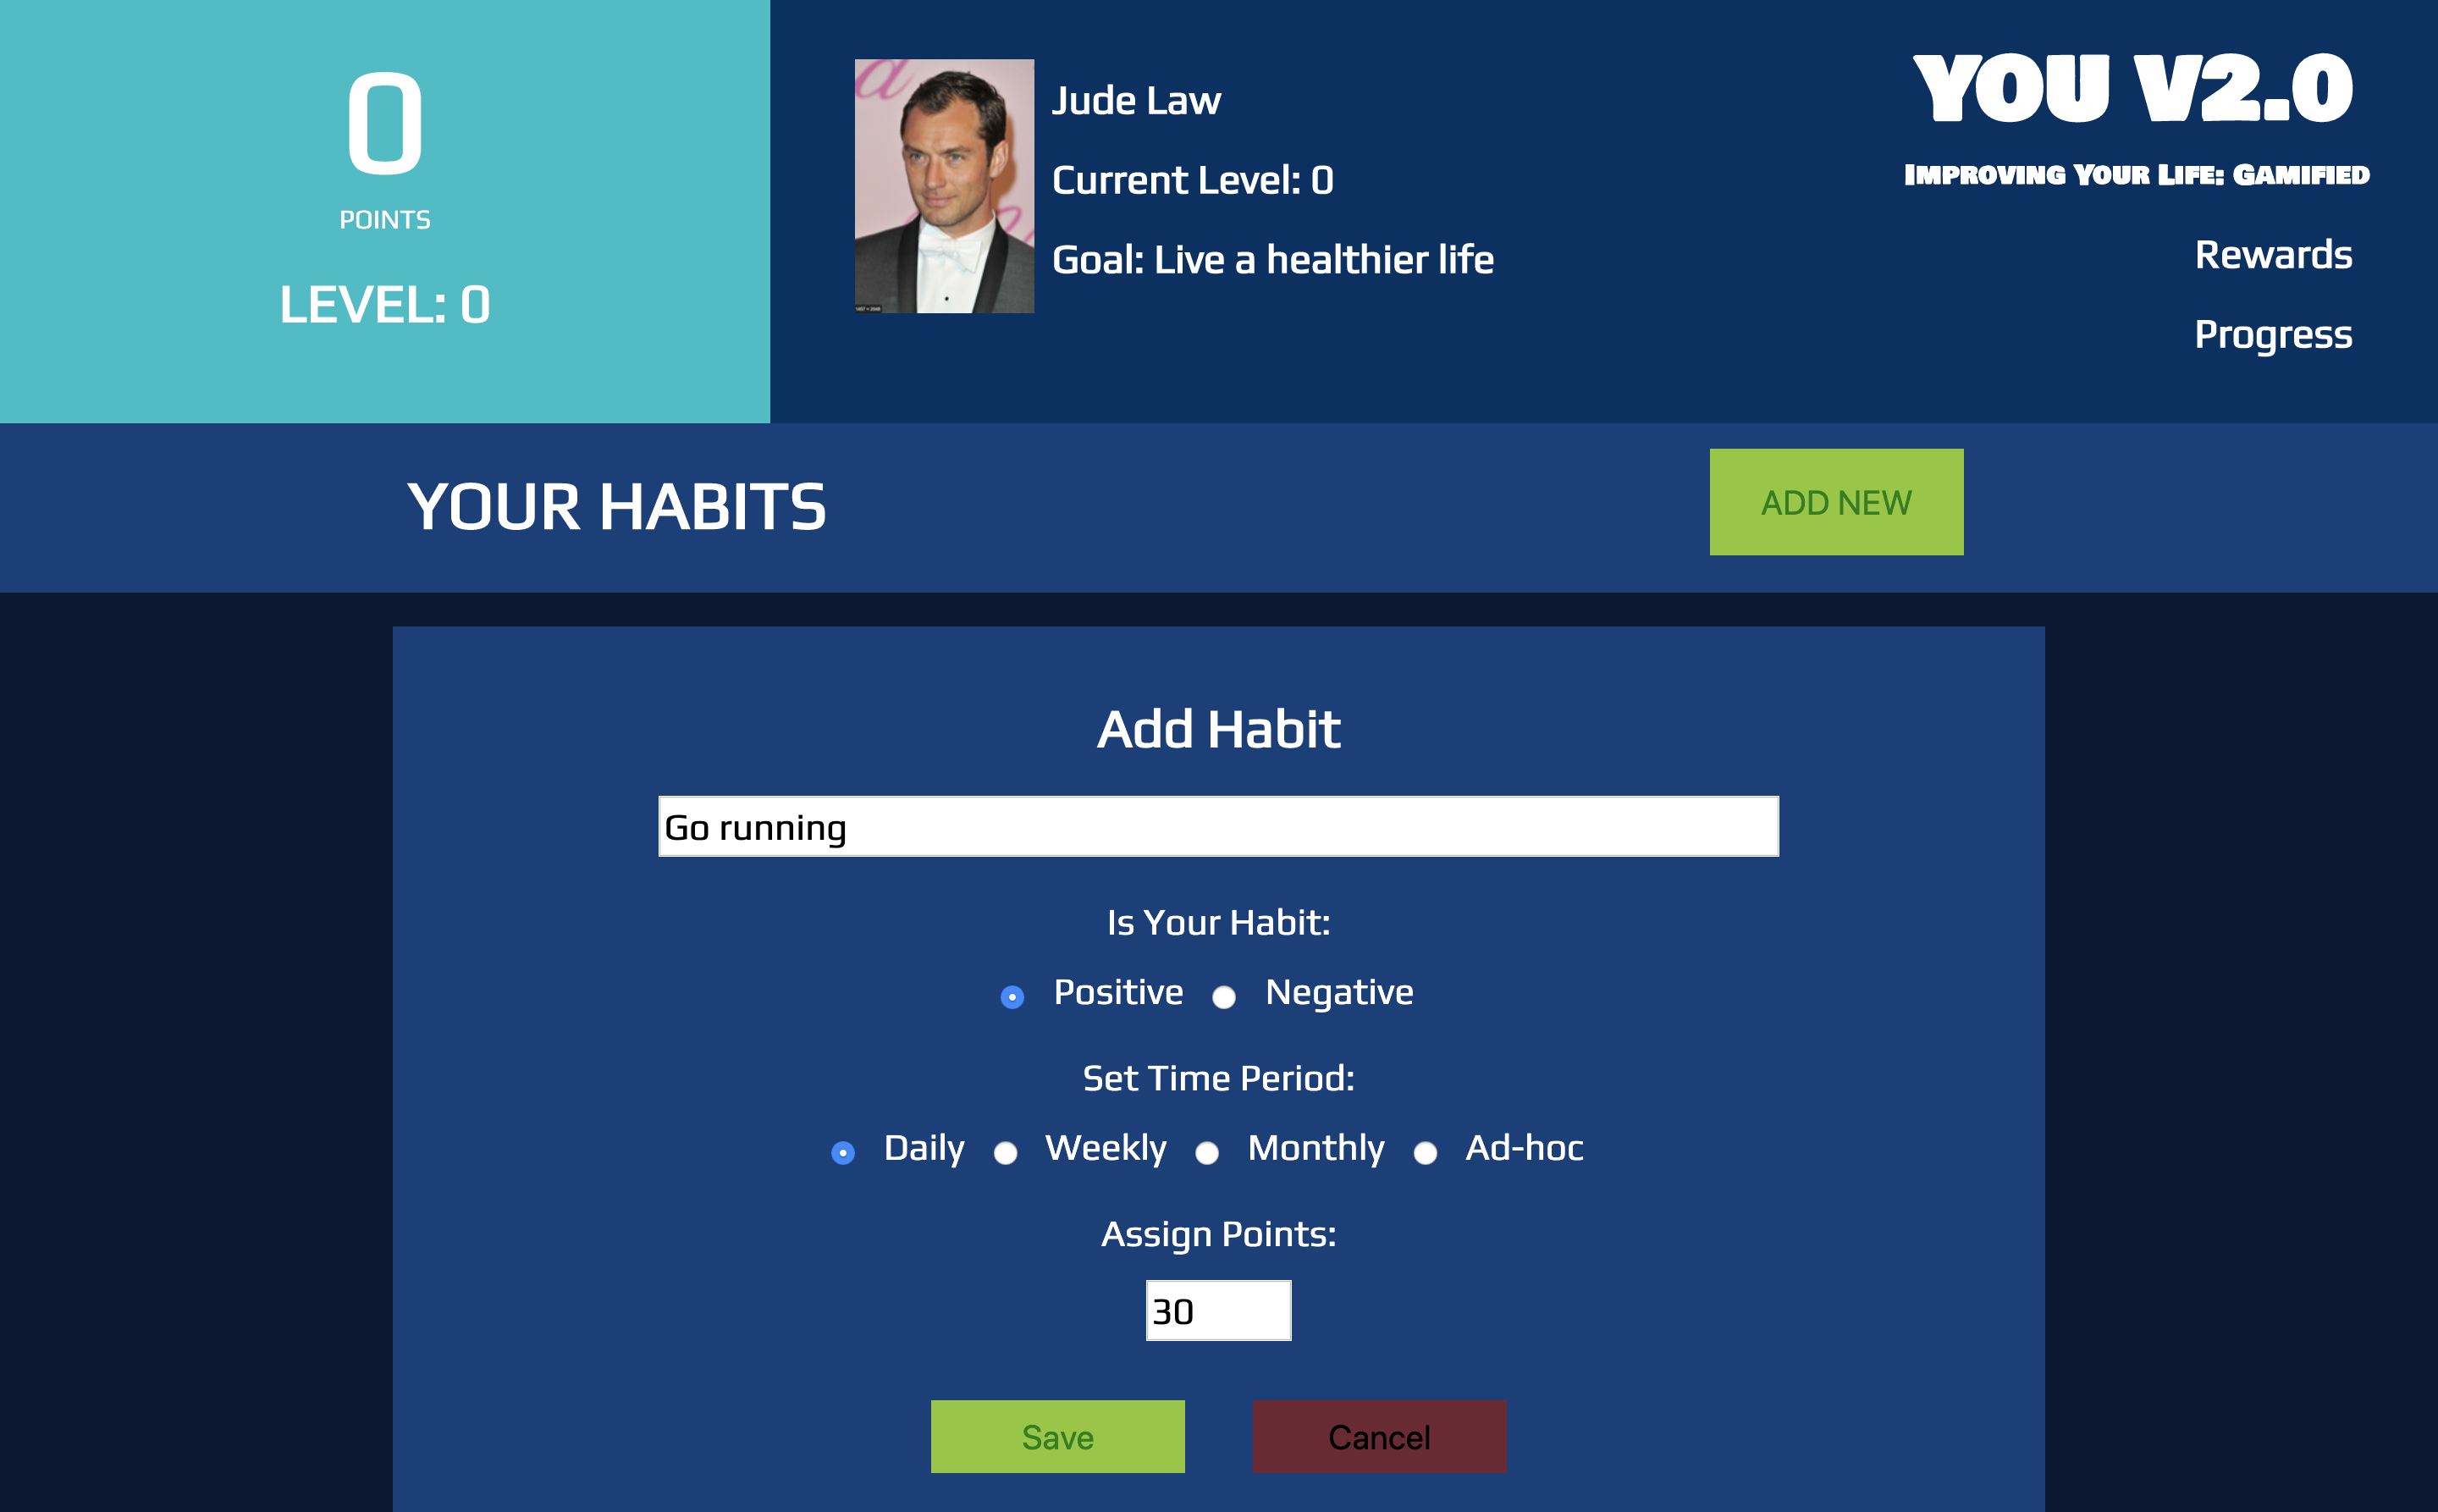 0
POINTS
LEVEL: 0
Jude Law
Current Level: 0
Goal: Live a healthier life
YOU V2.0
Improving Your Life; Gamified
Rewards
Progress
YOUR HABITS
ADD NEW
Add Habit
Go running
Is Your Habit:
Positive Negative
Set Time Period:
Daily Weekly Monthly Ad-hoc
Assign Points:
30
Save Cancel